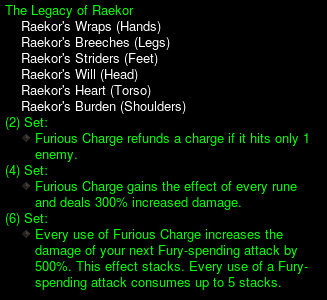 The Legacy of Raekor
Raekor's Wraps (Hands)
Raekor's Breeches (Legs)
Raekor's Striders (Feet)
Raekor's Will (Head)
Raekor's Heart (Torso)
Raekor's Burden (Shoulders)
(2) Set:
Furious Charge refunds a charge if it hits only 1
enemy.
(4) Set:
Furious Charge gains the effect of every rune
and deals 300% increased damage.
(6) Set:
Every use of Furious Charge increases the
damage of your next Fury-spending attack by
500%. This effect stacks. Every use of a Fury-
spending attack consumes up to 5 stacks.